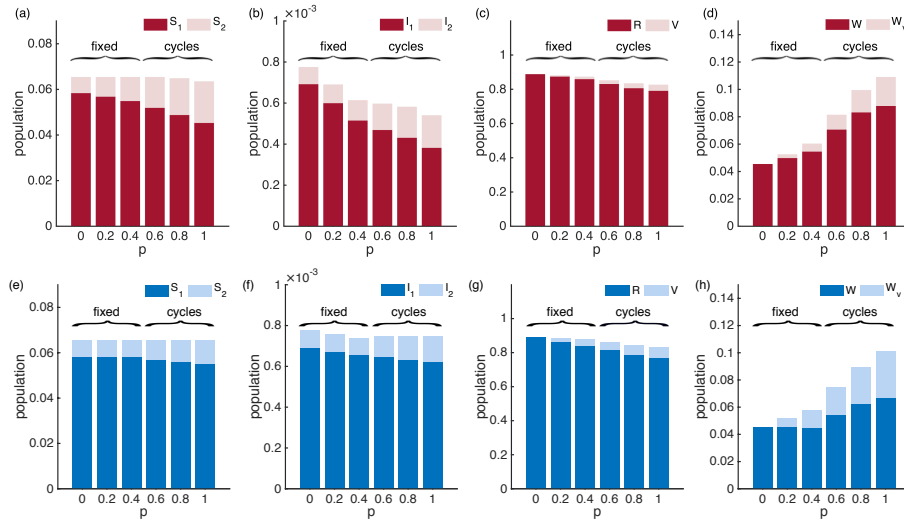 (a) S1 S2
fixed cycles
0.08
0.06
0.04
0.02
0
population
0 0.2 0.4 0.6 0.8 1
p
(b) ×10-3 I1 I2
fixed cycles
1
0.8
0.6
0.4
0.2
0
population
0 0.2 0.4 0.6 0.8 1
p
(c) R V
fixed cycles
1
0.8
0.6
0.4
0.2
0
population
0 0.2 0.4 0.6 0.8 1
p
(d) W Wv
fixed cycles
0.14
0.12
0.1
0.08
0.06
0.04
0.02
0
population
0 0.2 0.4 0.6 0.8 1
p
(e) S1 S2
fixed cycles
0.08
0.06
0.04
0.02
0
population
0 0.2 0.4 0.6 0.8 1
p
(f) ×10-3 I1 I2
fixed cycles
1
0.8
0.6
0.4
0.2
0
population
0 0.2 0.4 0.6 0.8 1
p
(g) R V
fixed cycles
1
0.8
0.6
0.4
0.2
0
population
0 0.2 0.4 0.6 0.8 1
p
(h) W Wv
fixed cycles
0.14
0.12
0.1
0.08
0.06
0.04
0.02
0
population
0 0.2 0.4 0.6 0.8 1
p